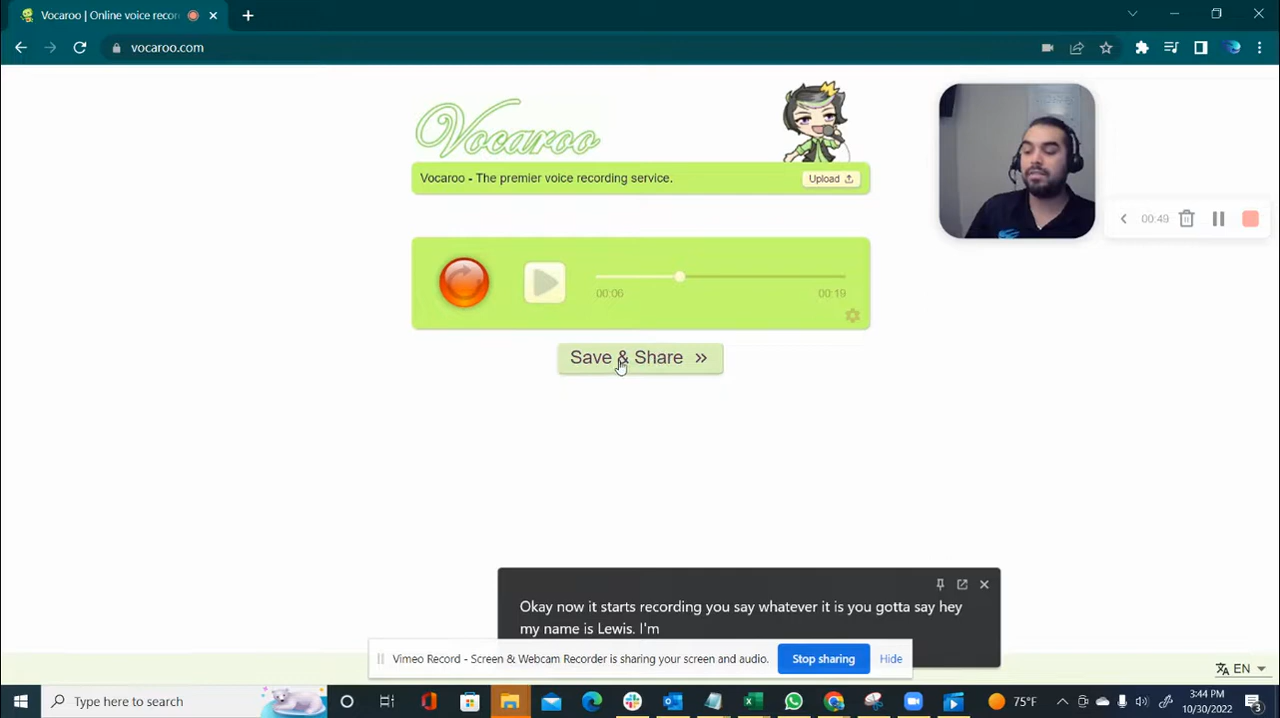 Vocaroo | Online voice recor
vocaroo.com
Vocaroo
Vocaroo - The premier voice recording service.
Upload
00:49
00:06
00:19
Save & Share »
Okay now it starts recording you say whatever it is you gotta say hey
my name is Lewis. I'm
Vimeo Record - Screen & Webcam Recorder is sharing your screen and audio.
Stop sharing
Hide
EN
Type here to search
75°F
3:44 PM
10/30/2022
3